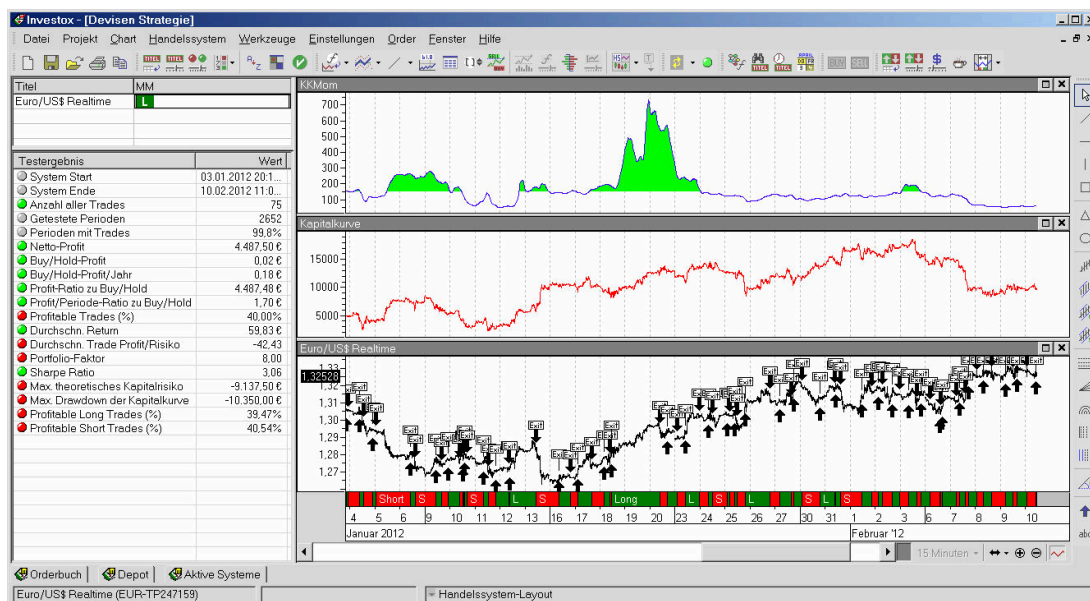 Investox - [Devisen Strategie]
Datei Projekt Chart Handelssystem Werkzeuge Einstellungen Order Fenster Hilfe
Titel MM
Euro/US$ Realtime L
Testergebnis Wert
System Start 03.01.2012 20:1...
System Ende 10.02.2012 11:0...
Anzahl aller Trades 75
Getestete Perioden 2652
Perioden mit Trades 99,8%
Netto-Profit 4.487,50 €
Buy/Hold-Profit 0,02 €
Buy/Hold-Profit/Jahr 0,18 €
Profit-Ratio zu Buy/Hold 4.487,48 €
Profit/Periode-Ratio zu Buy/Hold 1,70 €
Profitable Trades (%) 40,00%
Durchschn. Return 59,83 €
Durchschn. Trade Profit/Risiko -42,43
Portfolio-Faktor 8,00
Sharpe Ratio 3,06
Max. theoretisches Kapitalrisiko -9.137,50 €
Max. Drawdown der Kapitalkurve -10.350,00 €
Profitable Long Trades (%) 39,47%
Profitable Short Trades (%) 40,54%
KKMom
700
600
500
400
300
200
100
Kapitalkurve
15000
10000
5000
Euro/US$ Realtime
1,33
1,32520
1,31
1,30
1,29
1,28
1,27
Short S S L S Long L S S L S L S
4 5 6 9 10 11 12 13 16 17 18 19 20 23 24 25 26 27 30 31 1 2 3 6 7 8 9 10
Januar 2012 Februar '12
15 Minuten
abc
Orderbuch Depot Aktive Systeme
Euro/US$ Realtime (EUR-TP247159) Handelssystem-Layout